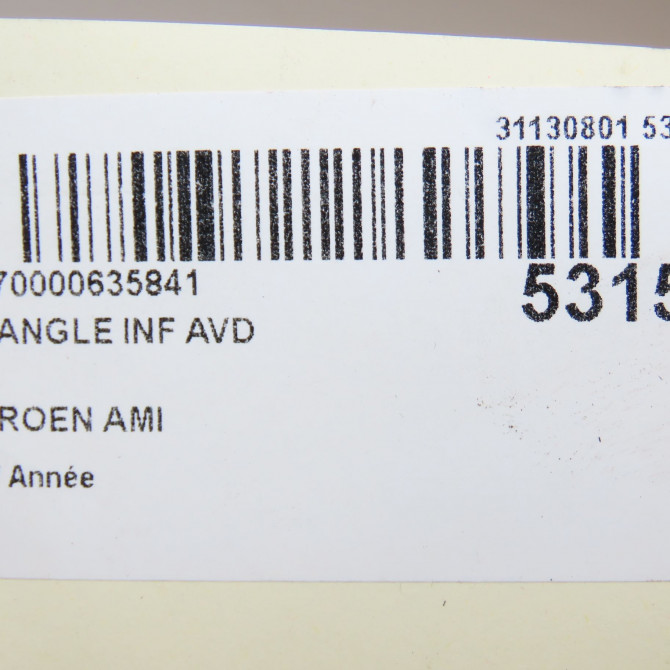 31130801 53
70000635841
5315
ANGLE INF AVD
ROEN AMI
Année